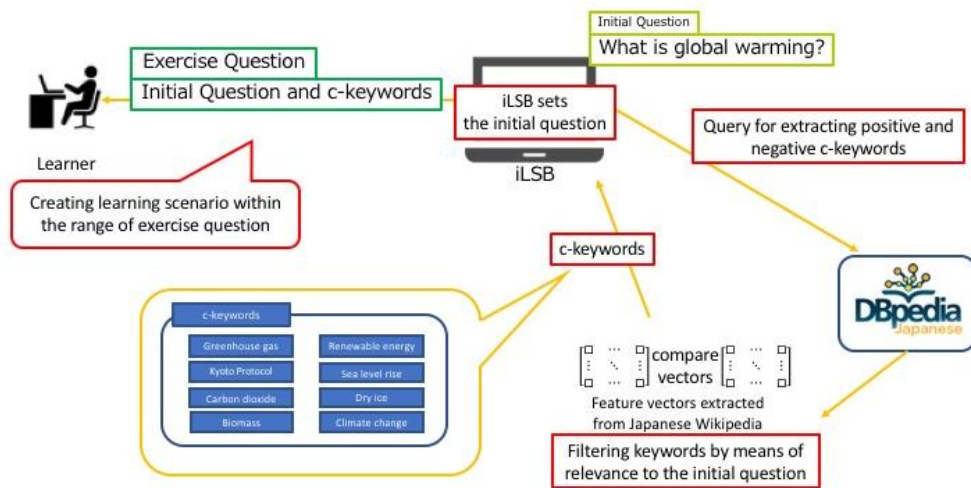 Initial Question
What is global warming?
Exercise Question
Initial Question and c-keywords
iLSB sets
the initial question
iLSB
Learner
Creating learning scenario within
the range of exercise question
Query for extracting positive and
negative c-keywords
c-keywords
DBpedia
Japanese
c-keywords
Greenhouse gas
Renewable energy
Kyoto Protocol
Sea level rise
Carbon dioxide
Dry ice
Biomass
Climate change
compare
vectors
Feature vectors extracted
from Japanese Wikipedia
Filtering keywords by means of
relevance to the initial question